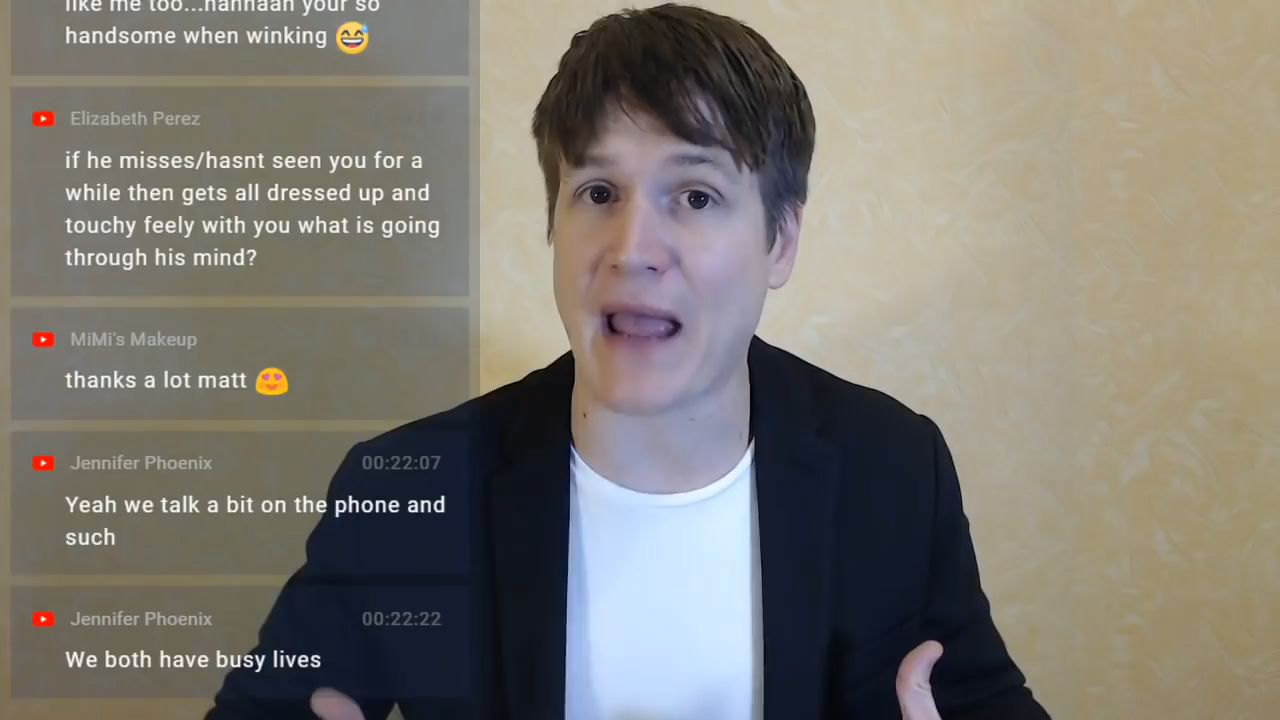 like me too...hahhaah your so
handsome when winking 😅
Elizabeth Perez
if he misses/hasnt seen you for a
while then gets all dressed up and
touchy feely with you what is going
through his mind?
MiMi's Makeup
thanks a lot matt 😍
Jennifer Phoenix 00:22:07
Yeah we talk a bit on the phone and
such
Jennifer Phoenix 00:22:22
We both have busy lives